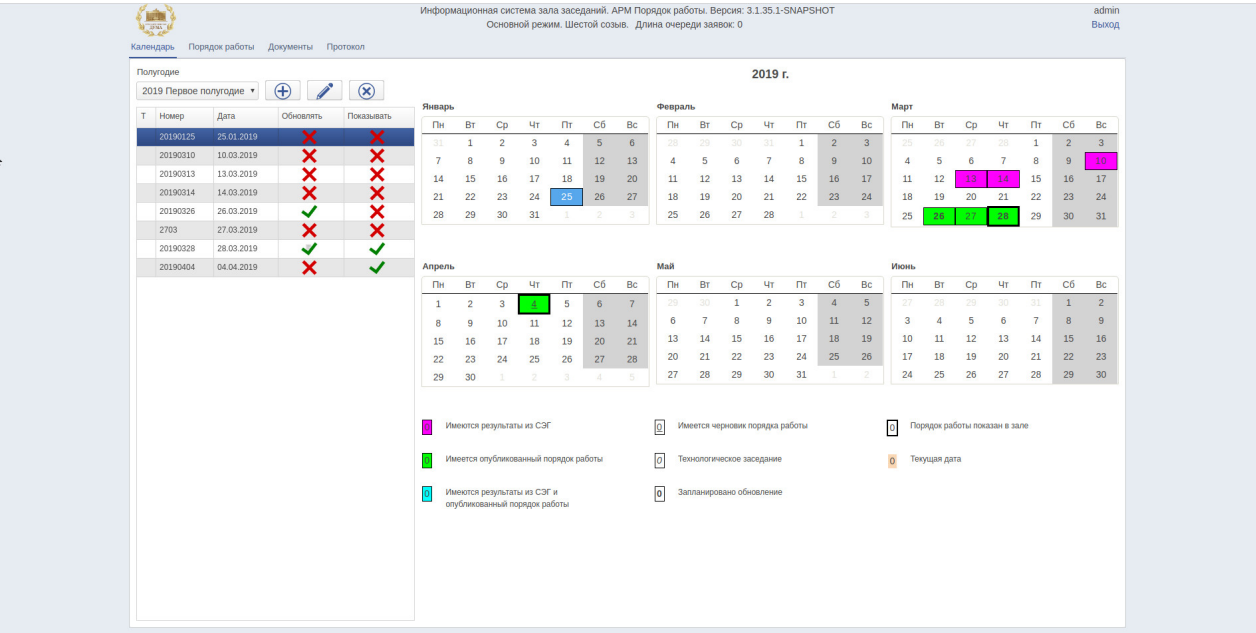 Информационная система зала заседаний. АРМ Порядок работы. Версия: 3.1.35.1-SNAPSHOT
admin
Основной режим. Шестой созыв. Длина очереди заявок: 0
Выход
Календарь Порядок работы Документы Протокол
Полугодие
2019 Первое полугодие
Т Номер Дата Обновлять Показывать
20190125 25.01.2019
20190310 10.03.2019
20190313 13.03.2019
20190314 14.03.2019
20190326 26.03.2019
2703 27.03.2019
20190328 28.03.2019
20190404 04.04.2019
2019 г.
Январь
Пн Вт Ср Чт Пт Сб Вс
31 1 2 3 4 5 6
7 8 9 10 11 12 13
14 15 16 17 18 19 20
21 22 23 24 25 26 27
28 29 30 31 1 2 3
Февраль
Пн Вт Ср Чт Пт Сб Вс
28 29 30 31 1 2 3
4 5 6 7 8 9 10
11 12 13 14 15 16 17
18 19 20 21 22 23 24
25 26 27 28 1 2 3
Март
Пн Вт Ср Чт Пт Сб Вс
25 26 27 28 1 2 3
4 5 6 7 8 9 10
11 12 13 14 15 16 17
18 19 20 21 22 23 24
25 26 27 28 29 30 31
Апрель
Пн Вт Ср Чт Пт Сб Вс
1 2 3 4 5 6 7
8 9 10 11 12 13 14
15 16 17 18 19 20 21
22 23 24 25 26 27 28
29 30 1 2 3 4 5
Май
Пн Вт Ср Чт Пт Сб Вс
29 30 1 2 3 4 5
6 7 8 9 10 11 12
13 14 15 16 17 18 19
20 21 22 23 24 25 26
27 28 29 30 31 1 2
Июнь
Пн Вт Ср Чт Пт Сб Вс
27 28 29 30 31 1 2
3 4 5 6 7 8 9
10 11 12 13 14 15 16
17 18 19 20 21 22 23
24 25 26 27 28 29 30
0 Имеются результаты из СЭГ
0 Имеется черновик порядка работы
0 Порядок работы показан в зале
0 Имеется опубликованный порядок работы
0 Технологическое заседание
0 Текущая дата
0 Имеются результаты из СЭГ и
опубликованный порядок работы
0 Запланировано обновление